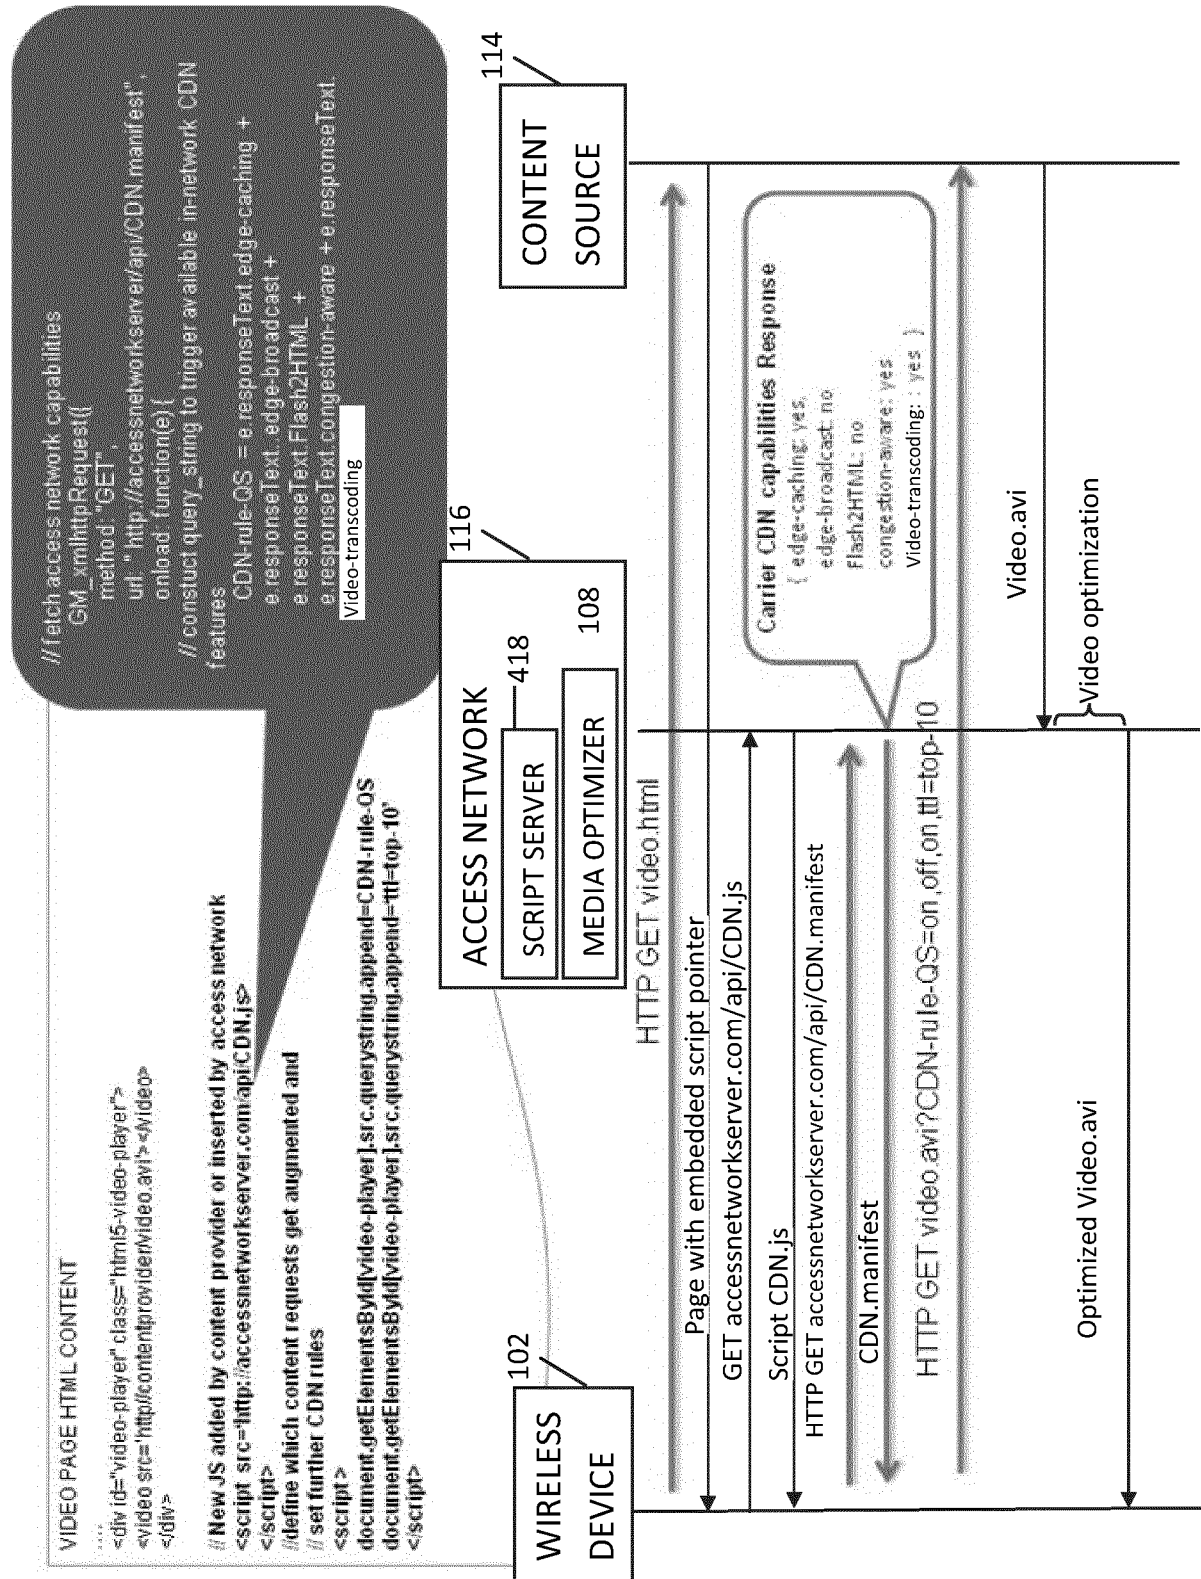 VIDEO PAGE HTML CONTENT
....
<div id="video-player" class="html5-video-player">
<video src='http//contentprovider/video.avi'> </video>
</div>
// New JS added by content provider or inserted by access network
<script src='http://accessnetworkserver.com/api/CDN.js>
</script>
//define which content requests get augmented and
// set further CDN rules
<script>
document.getElementsById[video-player].src.querystring.append=CDN-rule-QS
document.getElementsById[video-player].src.querystring.append='ttl=top-10'
</script>
//fetch access network capabilities
GM_xmlhttpRequest({
method: "GET",
url: "http://accessnetworkserver/api/CDN.manifest",
onload: function(e) {
// constuct query_string to trigger available in-network CDN
features
CDN-rule-QS = e.responseText.edge-caching +
e.responseText.edge-broadcast +
e.responseText.Flash2HTML +
e.responseText.congestion-aware + e.responseText.
Video-transcoding
WIRELESS
DEVICE
102
ACCESS NETWORK
116
SCRIPT SERVER
418
MEDIA OPTIMIZER
108
CONTENT
SOURCE
114
HTTP GET video.html
Page with embedded script pointer
GET accessnetworkserver.com/api/CDN.js
Script CDN.js
HTTP GET accessnetworkserver.com/api/CDN.manifest
CDN.manifest
Carrier CDN capabilities Response
{ edge-caching: yes,
edge-broadcast: no
Flash2HTML: no
congestion-aware: yes
Video-transcoding: : yes }
HTTP GET video.avi?CDN-rule-QS=on,off,on,ttl=top-10
Video.avi
Video optimization
Optimized Video.avi